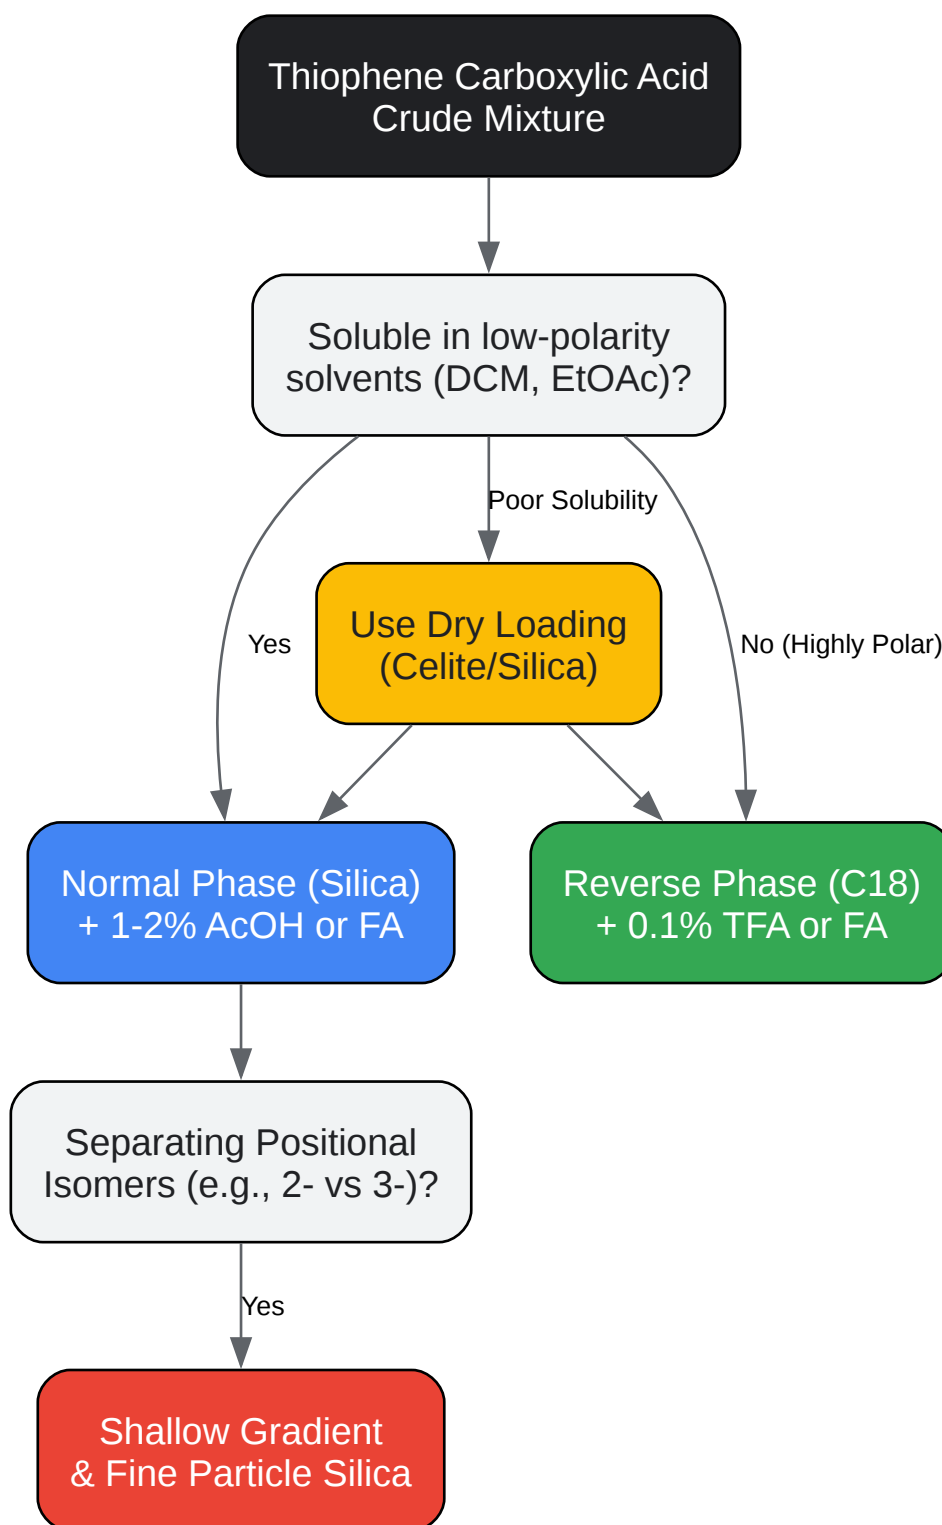 Thiophene Carboxylic Acid
Crude Mixture
Soluble in low-polarity
solvents (DCM, EtOAc)?
Poor Solubility
Use Dry Loading
(Celite/Silica)
Yes
No (Highly Polar)
Normal Phase (Silica)
+ 1-2% AcOH or FA
Reverse Phase (C18)
+ 0.1% TFA or FA
Separating Positional
Isomers (e.g., 2- vs 3-)?
Yes
Shallow Gradient
& Fine Particle Silica